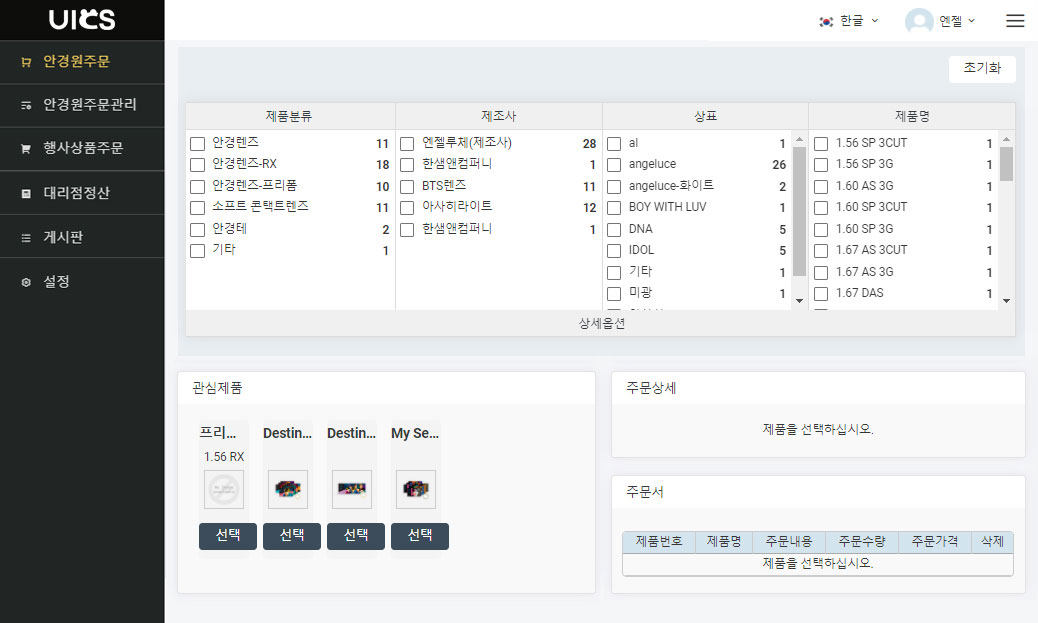 UICS
한글
엔젤
안경원주문
안경원주문관리
행사상품주문
대리점정산
게시판
설정
초기화
제품분류
안경렌즈 11
안경렌즈-RX 18
안경렌즈-프리폼 10
소프트 콘택트렌즈 11
안경테 2
기타 1
제조사
엔젤루체(제조사) 28
한샘앤컴퍼니 1
BTS렌즈 11
아사히라이트 12
한샘앤컴퍼니 1
상표
al 1
angeluce 26
angeluce-화이트 2
BOY WITH LUV 1
DNA 5
IDOL 5
기타 1
미광 1
제품명
1.56 SP 3CUT 1
1.56 SP 3G 1
1.60 AS 3G 1
1.60 SP 3CUT 1
1.60 SP 3G 1
1.67 AS 3CUT 1
1.67 AS 3G 1
1.67 DAS 1
상세옵션
관심제품
프리... Destin... Destin... My Se...
1.56 RX
선택 선택 선택 선택
주문상세
제품을 선택하십시오.
주문서
제품번호 제품명 주문내용 주문수량 주문가격 삭제
제품을 선택하십시오.